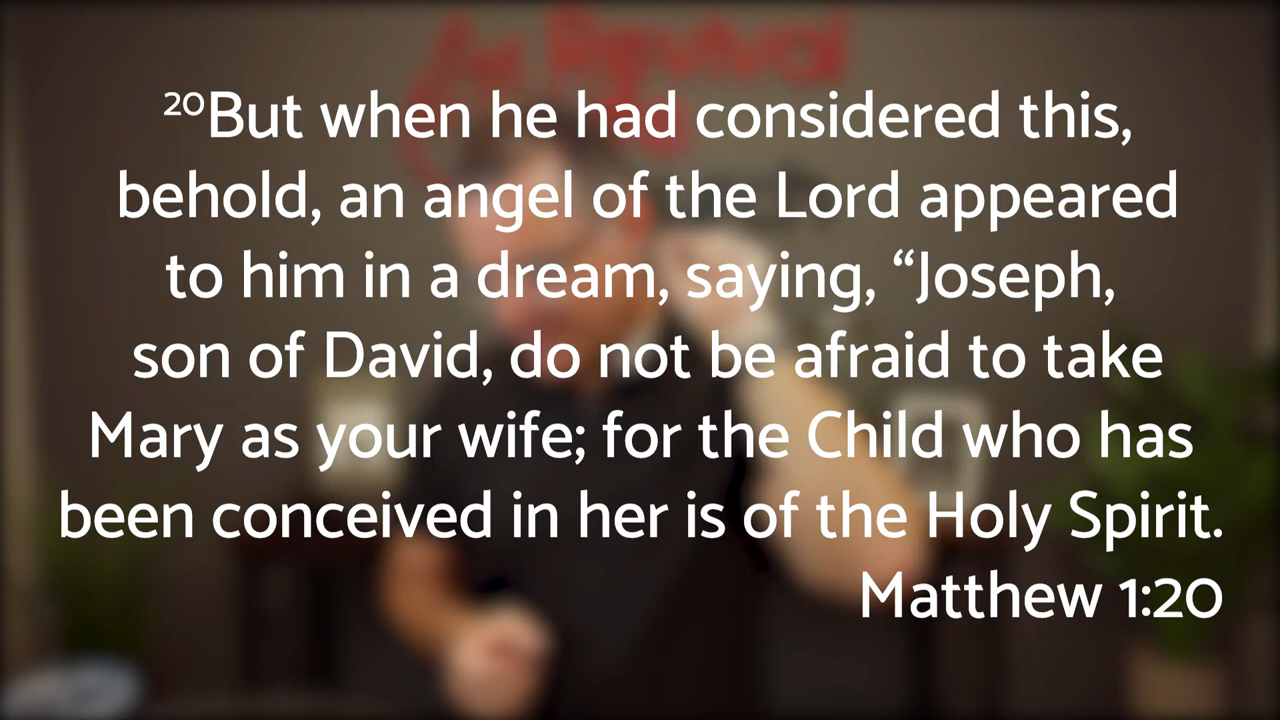 ²⁰But when he had considered this,
behold, an angel of the Lord appeared
to him in a dream, saying, “Joseph,
son of David, do not be afraid to take
Mary as your wife; for the Child who has
been conceived in her is of the Holy Spirit.
Matthew 1:20